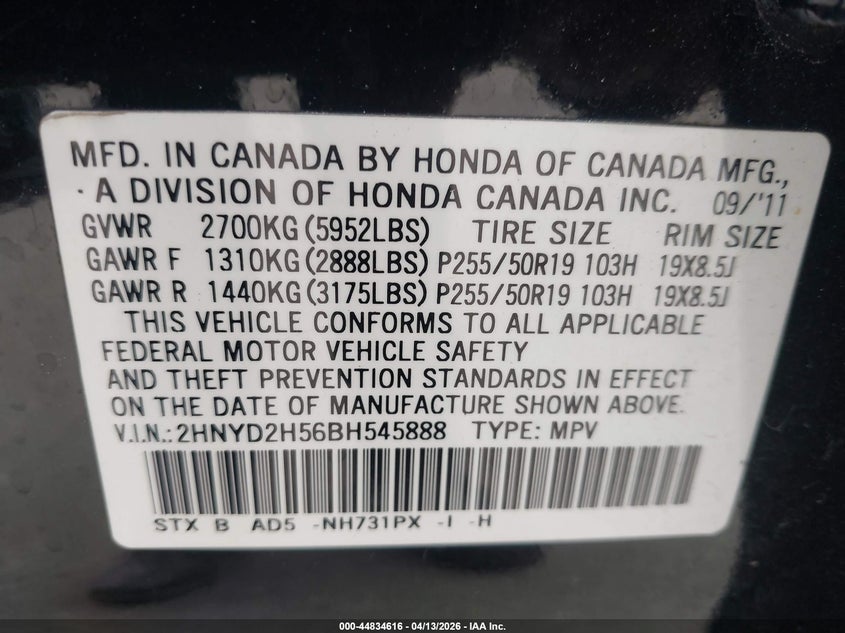 MFD. IN CANADA BY HONDA OF CANADA MFG.,
A DIVISION OF HONDA CANADA INC. 09/'11
GVWR 2700KG (5952LBS) TIRE SIZE RIM SIZE
GAWR F 1310KG (2888LBS) P255/50R19 103H 19X8.5J
GAWR R 1440KG (3175LBS) P255/50R19 103H 19X8.5J
THIS VEHICLE CONFORMS TO ALL APPLICABLE
FEDERAL MOTOR VEHICLE SAFETY
AND THEFT PREVENTION STANDARDS IN EFFECT
ON THE DATE OF MANUFACTURE SHOWN ABOVE.
V.I.N.:2HNYD2H56BH545888 TYPE: MPV
STX B AD5 -NH731PX -I -H
000-44834616 - 04/13/2026 - IAA Inc.